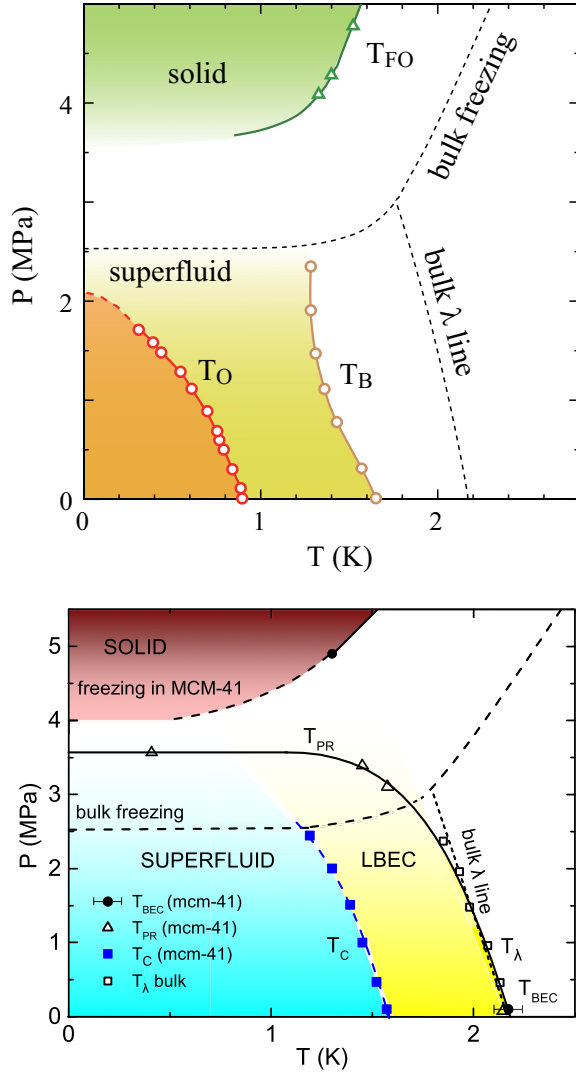 solid
T_FO
bulk freezing
4
P (MPa)
superfluid
bulk λ line
2
T_O
T_B
0
0
1
2
T (K)
5
SOLID
freezing in MCM-41
4
T_PR
3
bulk freezing
P (MPa)
SUPERFLUID
LBEC
bulk λ line
2
T_BEC (mcm-41)
T_PR (mcm-41)
T_C (mcm-41)
T_λ bulk
T_C
T_λ
T_BEC
1
0
0
1
2
T (K)